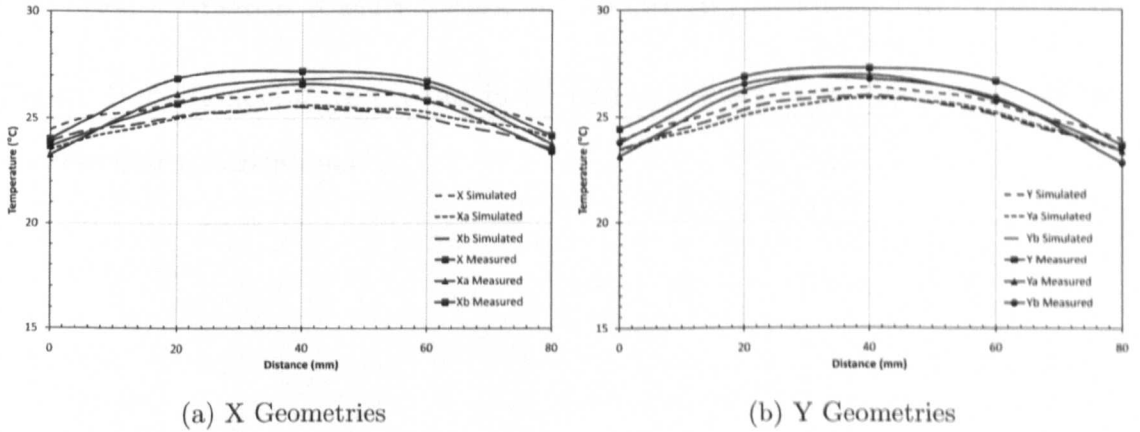 30
25
20
15
Temperature (°C)
0
20
40
60
80
Distance (mm)
X Simulated
Xa Simulated
Xb Simulated
X Measured
Xa Measured
Xb Measured
(a) X Geometries
30
25
20
15
Temperature (°C)
0
20
40
60
80
Distance (mm)
Y Simulated
Ya Simulated
Yb Simulated
Y Measured
Ya Measured
Yb Measured
(b) Y Geometries